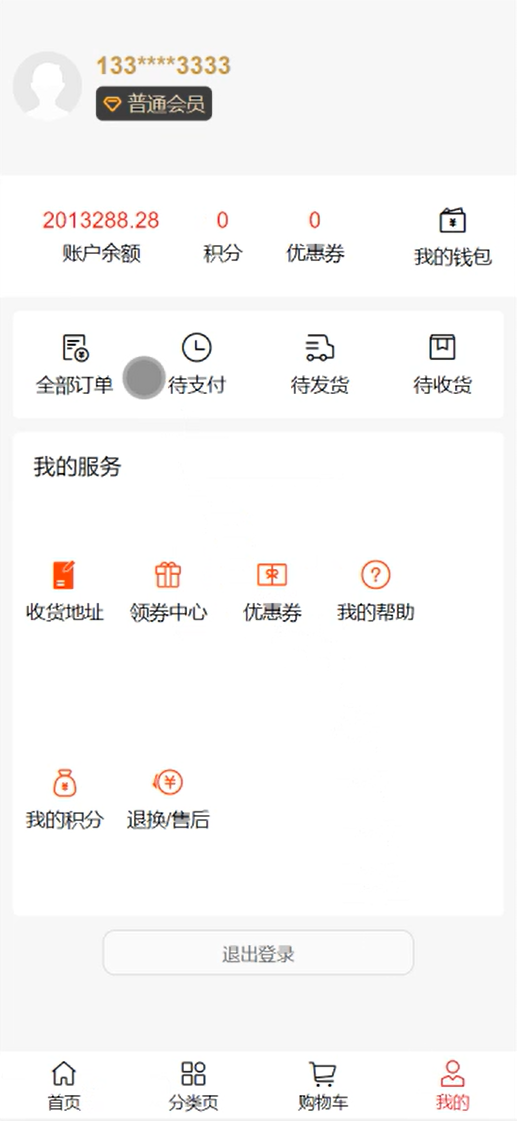 133****3333
普通会员
2013288.28 0 0
账户余额 积分 优惠券 我的钱包
全部订单 待支付 待发货 待收货
我的服务
收货地址 领券中心 优惠券 我的帮助
我的积分 退换/售后
退出登录
首页 分类页 购物车 我的